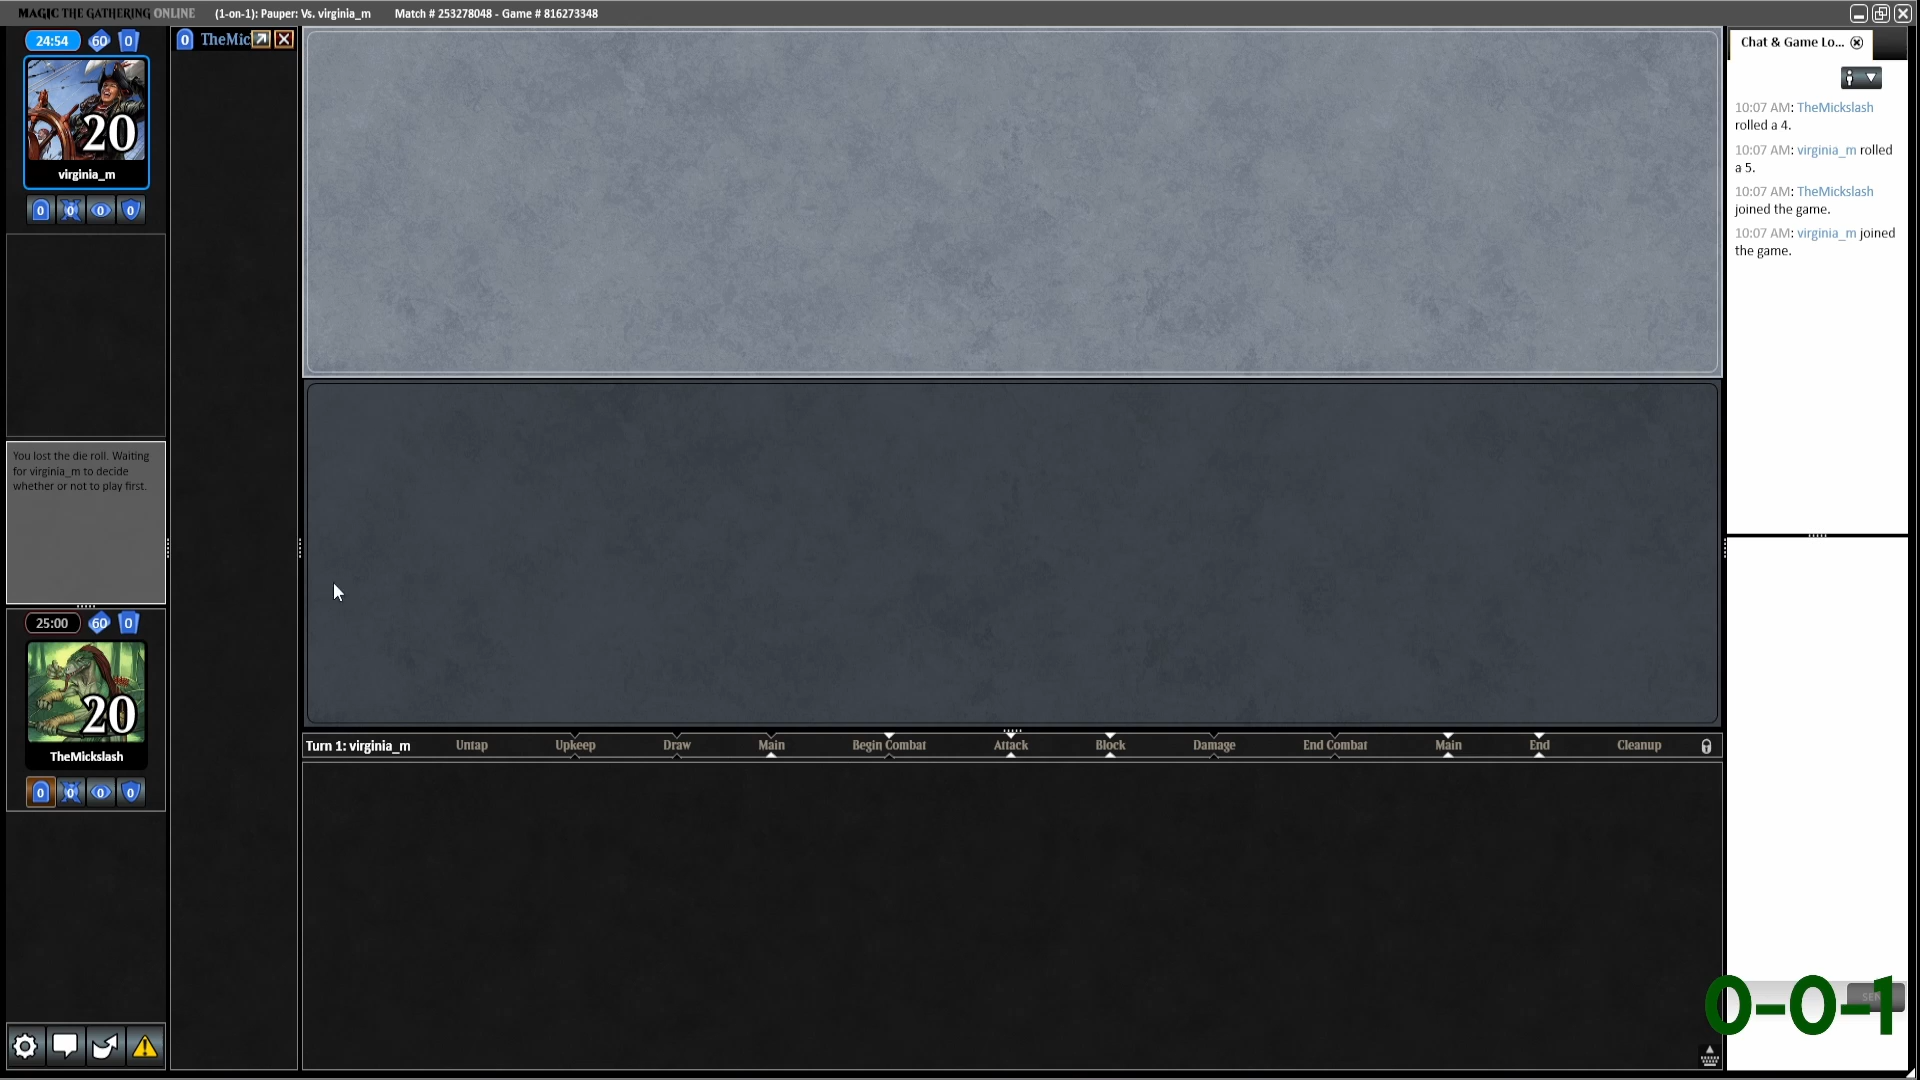 MAGIC THE GATHERING ONLINE (1-on-1): Pauper: Vs. virginia_m Match # 253278048 - Game # 816273348
24:54 60 0
20
virginia_m
0 0 0 0
0 TheMic
You lost the die roll. Waiting
for virginia_m to decide
whether or not to play first.
25:00 60 0
20
TheMickslash
0 0 0 0
Turn 1: virginia_m Untap Upkeep Draw Main Begin Combat Attack Block Damage End Combat Main End Cleanup
Chat & Game Lo...
10:07 AM: TheMickslash
rolled a 4.
10:07 AM: virginia_m rolled
a 5.
10:07 AM: TheMickslash
joined the game.
10:07 AM: virginia_m joined
the game.
0-0-1